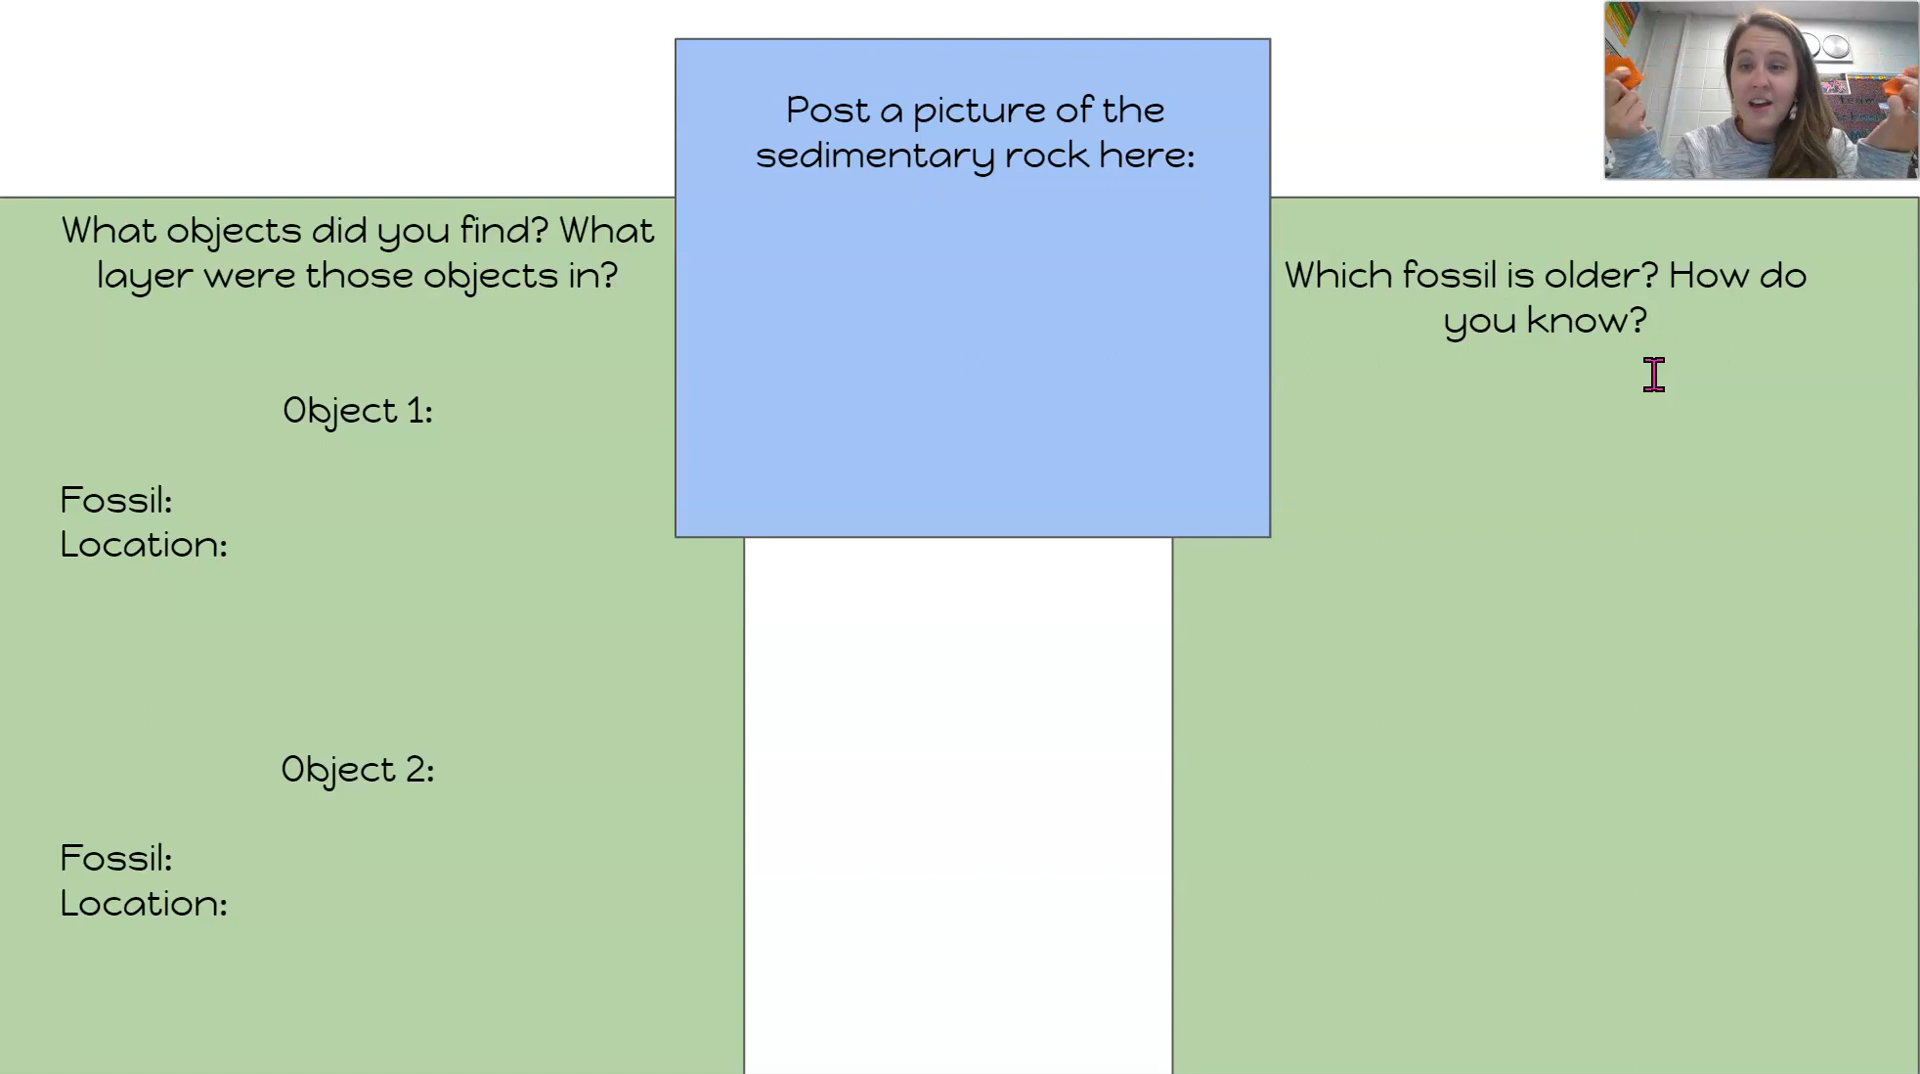 Post a picture of the
sedimentary rock here:
What objects did you find? What
layer were those objects in?
Object 1:
Fossil:
Location:
Object 2:
Fossil:
Location:
Which fossil is older? How do
you know?